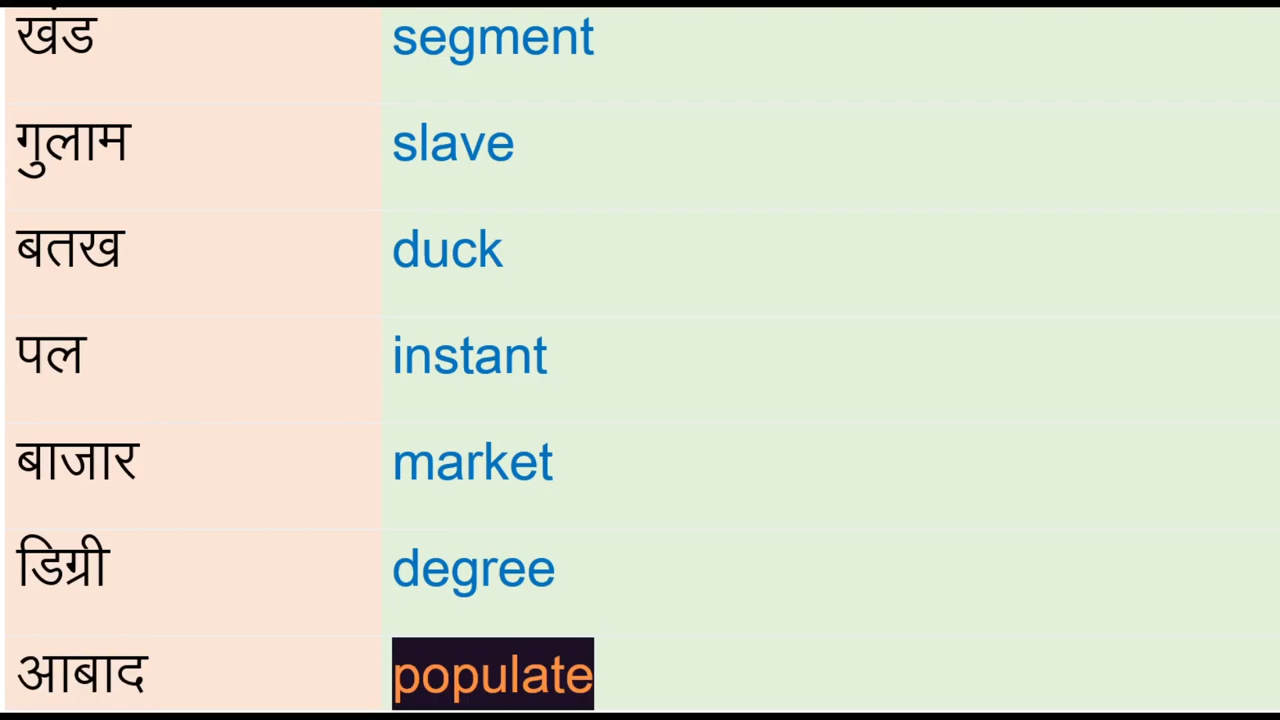 खंड segment
गुलाम slave
बतख duck
पल instant
बाजार market
डिग्री degree
आबाद populate